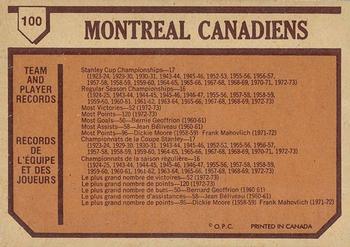 100
MONTREAL CANADIENS
TEAM
AND
PLAYER
RECORDS
Stanley Cup Championships—17
(1923-24, 1929-30, 1930-31, 1943-44, 1945-46, 1952-53, 1955-56, 1956-57,
1957-58, 1958-59, 1959-60, 1964-65, 1965-66, 1967-68, 1968-69, 1970-71, 1972-73)
Regular Season Championships—16
(1924-25, 1943-44, 1944-45, 1945-46, 1946-47, 1955-56, 1957-58, 1958-59,
1959-60, 1960-61, 1961-62, 1963-64, 1965-66, 1967-68, 1968-69, 1972-73)
Most Victories—52 (1972-73)
Most Points—120 (1972-73)
Most Goals—50—Bernie Geoffrion (1960-61)
Most Assists—58—Jean Béliveau (1960-61)
Most Points—96—Dickie Moore (1958-59) Frank Mahovlich (1971-72)
RECORDS
DE
L'ÉQUIPE
ET DES
JOUEURS
Championnats de la Coupe Stanley—17
(1923-24, 1929-30, 1930-31, 1943-44, 1945-46, 1952-53, 1955-56, 1956-57,
1957-58, 1958-59, 1959-60, 1964-65, 1965-66, 1967-68, 1968-69, 1970-71, 1972-73)
Championnats de la saison régulière—16
(1924-25, 1943-44, 1944-45, 1945-46, 1946-47, 1955-56, 1957-58, 1958-59,
1959-60, 1960-61, 1961-62, 1963-64, 1965-66, 1967-68, 1968-69, 1972-73)
Le plus grand nombre de victoires—52 (1972-73)
Le plus grand nombre de points—120 (1972-73)
Le plus grand nombre de buts—50—Bernard Geoffrion (1960-61)
Le plus grand nombre d'assistances—58—Jean Béliveau (1960-61)
Le plus grand nombre de points—96—Dickie Moore (1958-59) Frank Mahovlich (1971-72)
© O.P.C. PRINTED IN CANADA